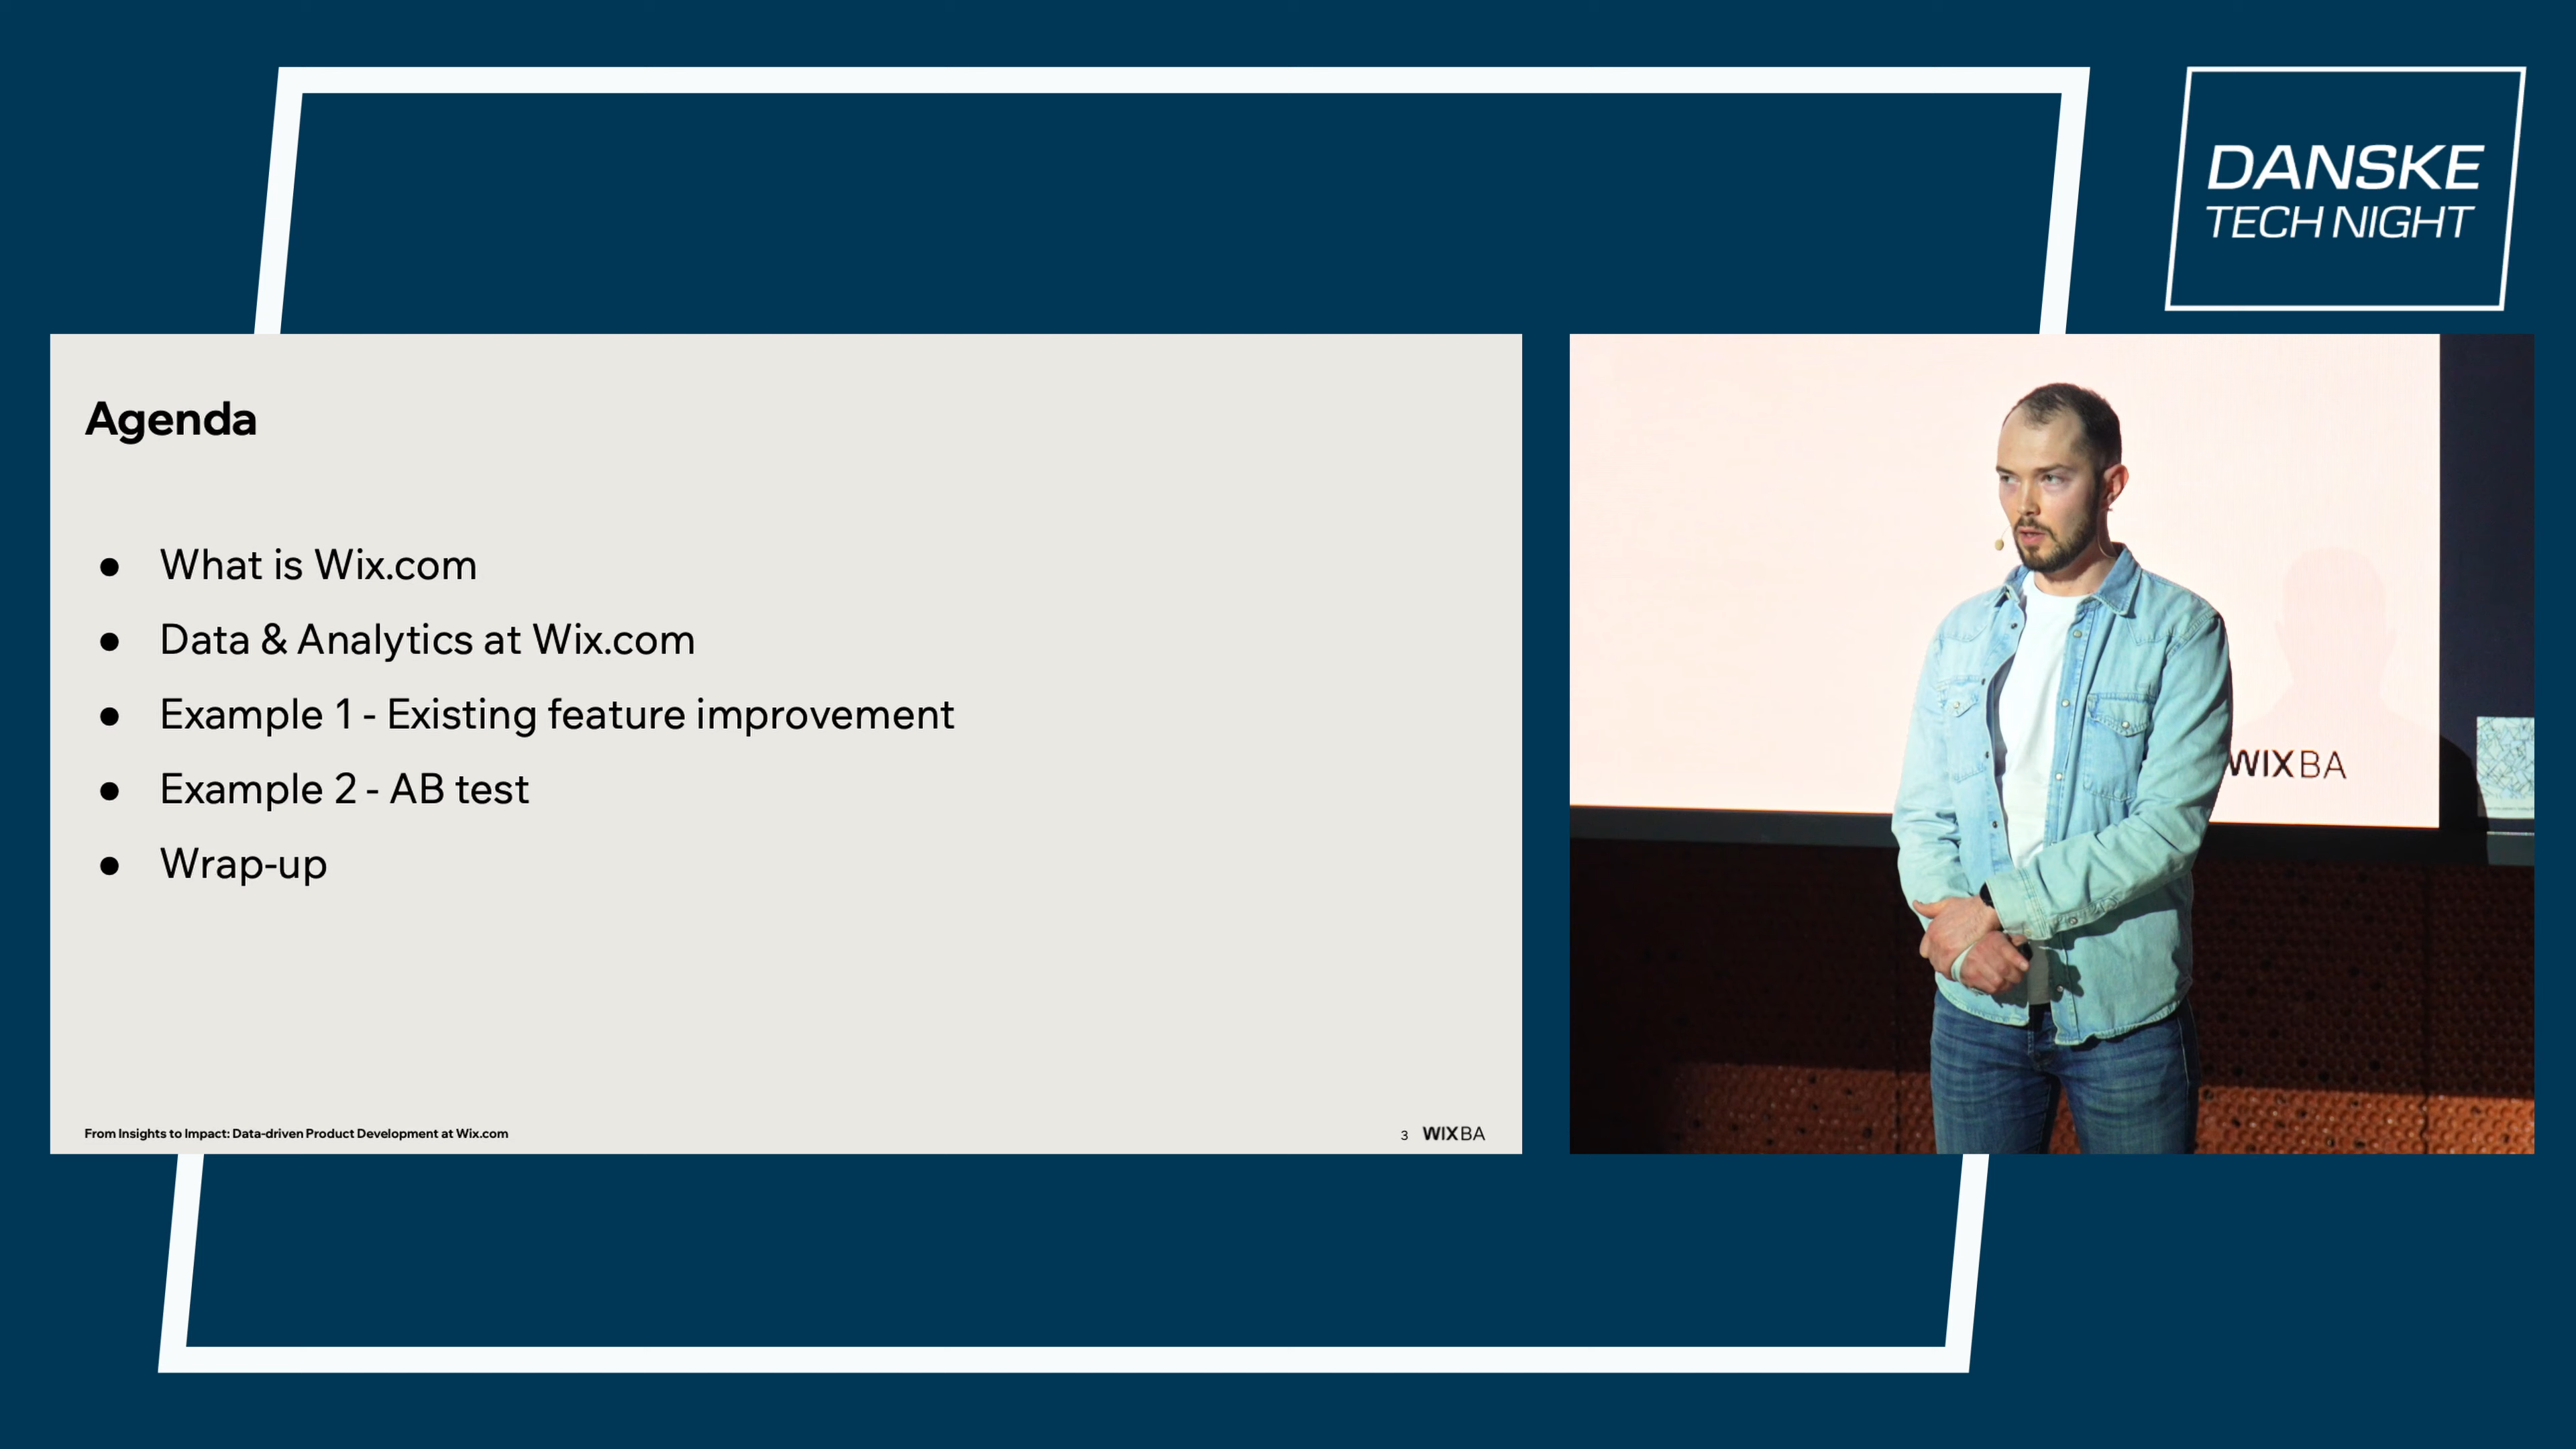 DANSKE
TECH NIGHT
Agenda
● What is Wix.com
● Data & Analytics at Wix.com
● Example 1 - Existing feature improvement
● Example 2 - AB test
● Wrap-up
From Insights to Impact: Data-driven Product Development at Wix.com
3 WIXBA
WIXBA